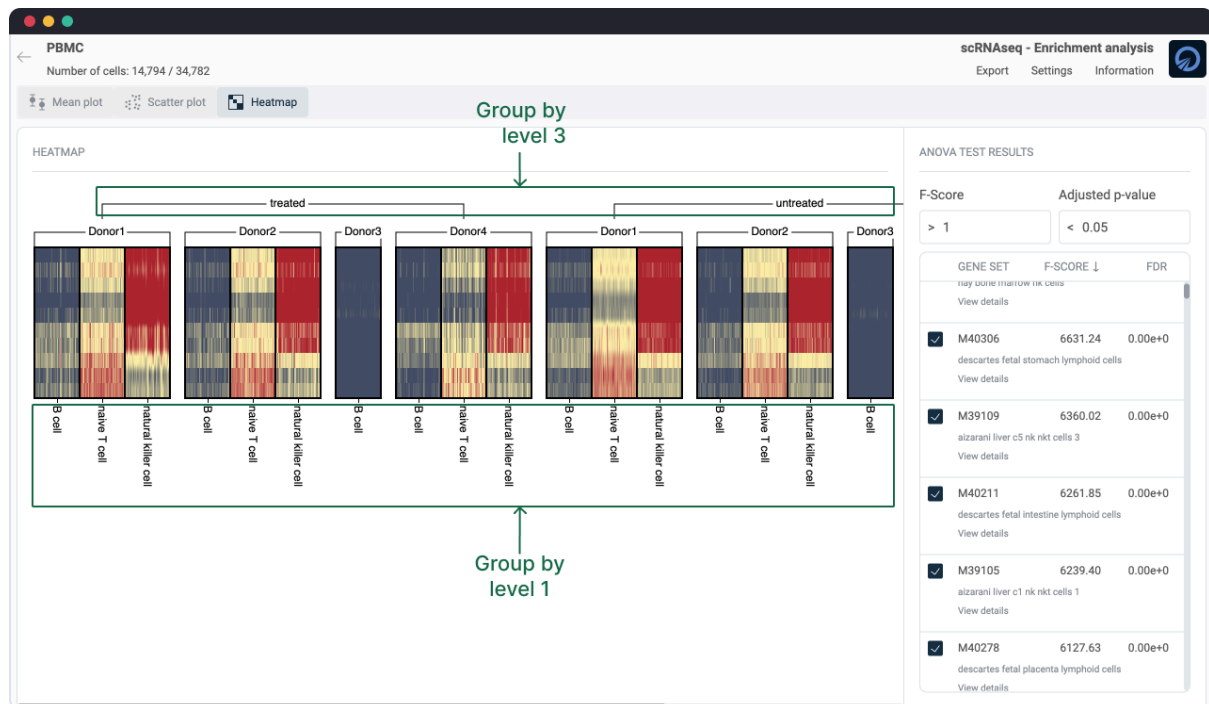 PBMC
Number of cells: 14,794 / 34,782
scRNAseq - Enrichment analysis
Export Settings Information
Mean plot Scatter plot Heatmap
Group by
level 3
HEATMAP
treated untreated
Donor1 Donor2 Donor3 Donor4 Donor1 Donor2 Donor3
B cell naive T cell natural killer cell B cell naive T cell natural killer cell B cell B cell naive T cell natural killer cell B cell naive T cell natural killer cell B cell naive T cell natural killer cell B cell
Group by
level 1
ANOVA TEST RESULTS
F-Score Adjusted p-value
> 1 < 0.05
GENE SET F-SCORE ↓ FDR
hay bone marrow nk cells
View details
M40306 6631.24 0.00e+0
descartes fetal stomach lymphoid cells
View details
M39109 6360.02 0.00e+0
aizarani liver c5 nk nkt cells 3
View details
M40211 6261.85 0.00e+0
descartes fetal intestine lymphoid cells
View details
M39105 6239.40 0.00e+0
aizarani liver c1 nk nkt cells 1
View details
M40278 6127.63 0.00e+0
descartes fetal placenta lymphoid cells
View details